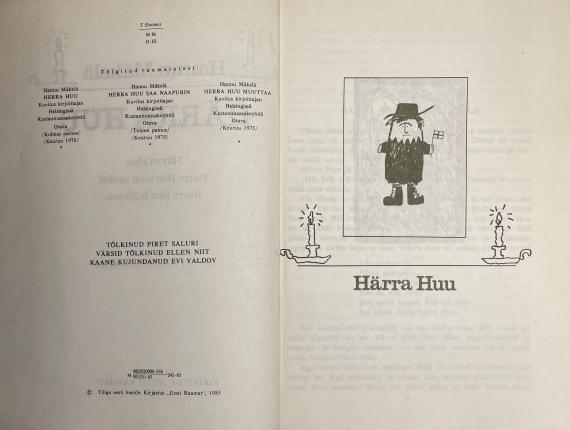 T (Soome)
M 86
Tõlgitud raamatutest:
Hannu Mäkelä
HERRA HUU
Kuvitus kirjoittajan
Helsingissä
Kustannusosakeyhtiö
Otava
/Kolmas painos/
/Keuruu 1976/
Hannu Mäkelä
HERRA HUU SAA NAAPURIN
Kuvitus kirjoittajan
Helsingissä
Kustannusosakeyhtiö
Otava
/Toinen painos/
/Keuruu 1975/
Hannu Mäkelä
HERRA HUU MUUTTAA
Kuvitus kirjoittajan
Helsingissä
Kustannusosakeyhtiö
Otava
/Keuruu 1975/
TÕLKINUD PIRET SALURI
VÄRSID TÕLKINUD ELLEN NIIT
KAANE KUJUNDANUD EVI VALDOV
© Tõlge eesti keelde. Kirjastus „Eesti Raamat", 1985
Härra Huu